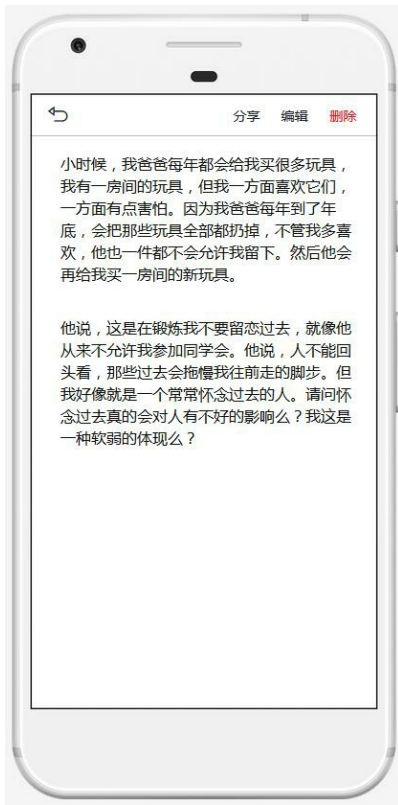 分享 编辑 删除
小时候，我爸爸每年都会给我买很多玩具，
我有一房间的玩具，但我一方面喜欢它们，
一方面有点害怕。因为我爸爸每年到了年
底，会把那些玩具全部都扔掉，不管我多喜
欢，他也一件都不会允许我留下。然后他会
再给我买一房间的新玩具。
他说，这是在锻炼我不要留恋过去，就像他
从来不允许我参加同学会。他说，人不能回
头看，那些过去会拖慢我往前走的脚步。但
我好像就是一个常常怀念过去的人。请问怀
念过去真的会对人有不好的影响么？我这是
一种软弱的体现么？